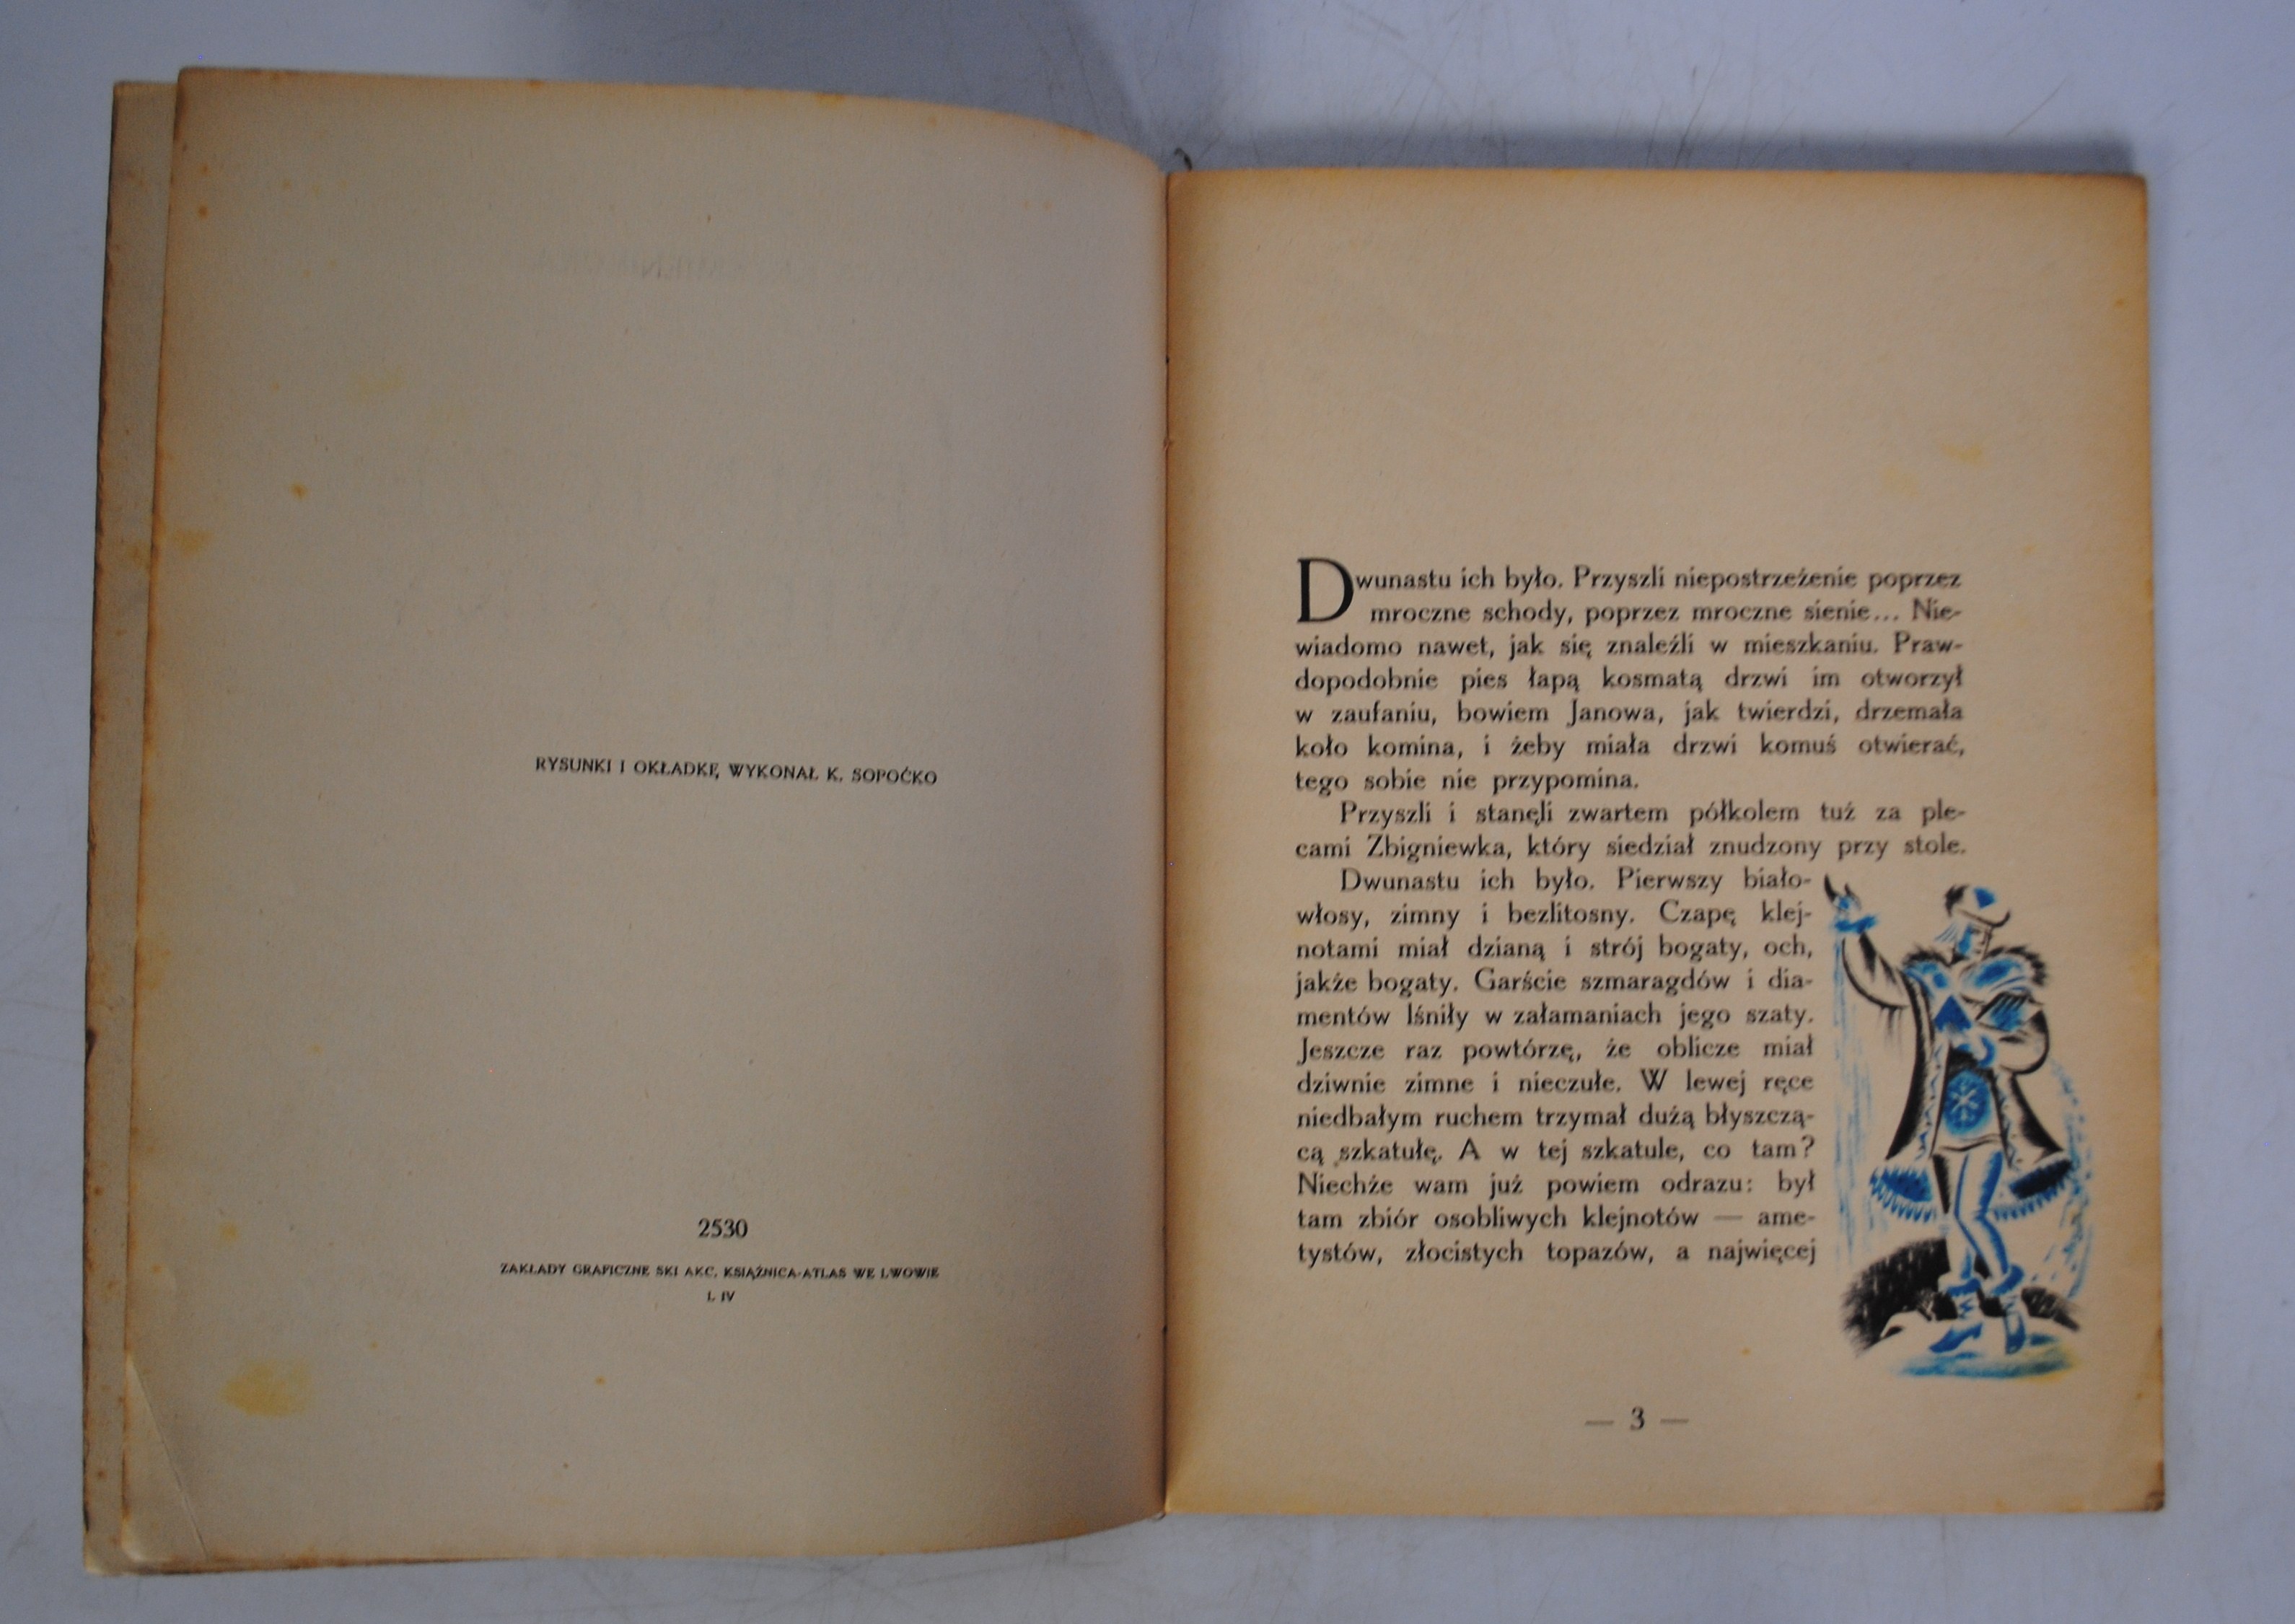 RYSUNKI I OKŁADKĘ WYKONAŁ K. SOPOĆKO
2530
ZAKŁADY GRAFICZNE SKI AKC. KSIĄŻNICA-ATLAS WE LWOWIE
L IV
Dwunastu ich było. Przyszli niepostrzeżenie poprzez
mroczne schody, poprzez mroczne sienie... Nie-
wiadomo nawet, jak się znaleźli w mieszkaniu. Praw-
dopodobnie pies łapą kosmatą drzwi im otworzył
w zaufaniu, bowiem Janowa, jak twierdzi, drzemała
koło komina, i żeby miała drzwi komuś otwierać,
tego sobie nie przypomina.
Przyszli i stanęli zwartem półkolem tuż za ple-
cami Zbigniewka, który siedział znudzony przy stole.
Dwunastu ich było. Pierwszy biało-
włosy, zimny i bezlitosny. Czapę klej-
notami miał dzianą i strój bogaty, och,
jakże bogaty. Garście szmaragdów i dia-
mentów lśniły w załamaniach jego szaty.
Jeszcze raz powtórzę, że oblicze miał
dziwnie zimne i nieczułe. W lewej ręce
niedbałym ruchem trzymał dużą błyszczą-
cą szkatułę. A w tej szkatule, co tam?
Niechże wam już powiem odrazu: był
tam zbiór osobliwych klejnotów — ame-
tystów, złocistych topazów, a najwięcej
— 3 —